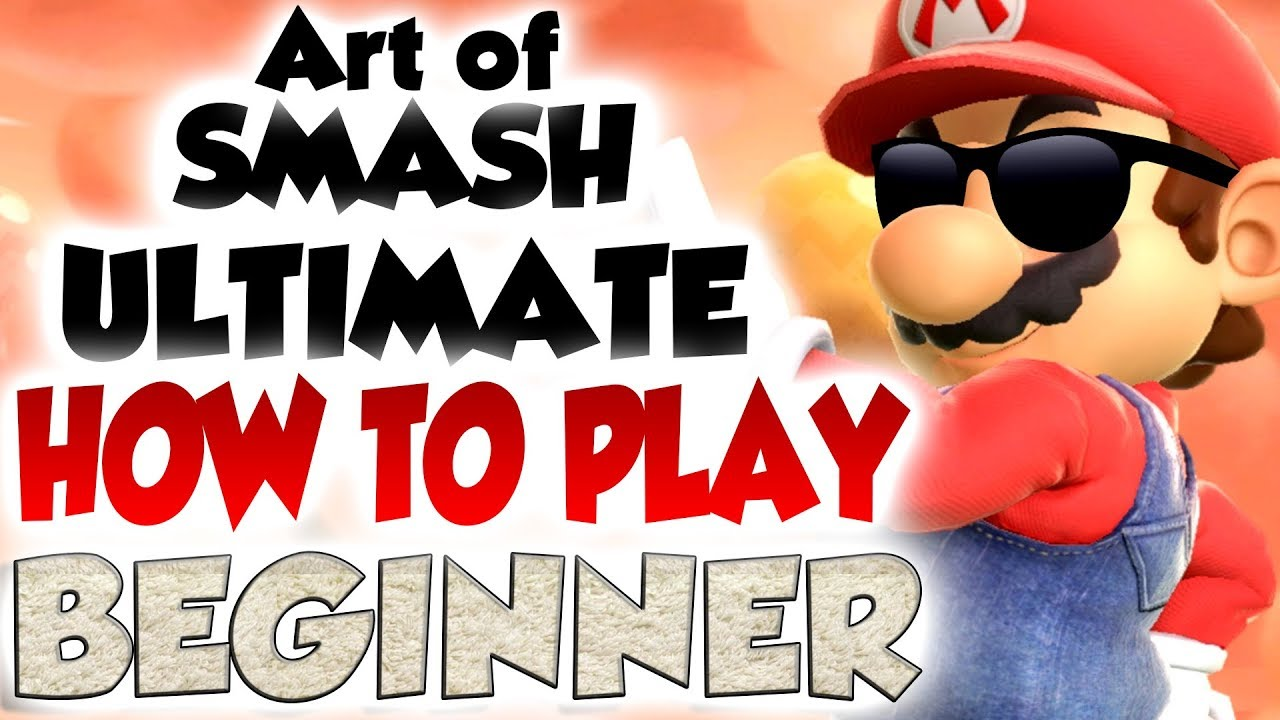 Art of
SMASH
ULTIMATE
HOW TO PLAY
BEGINNER
M